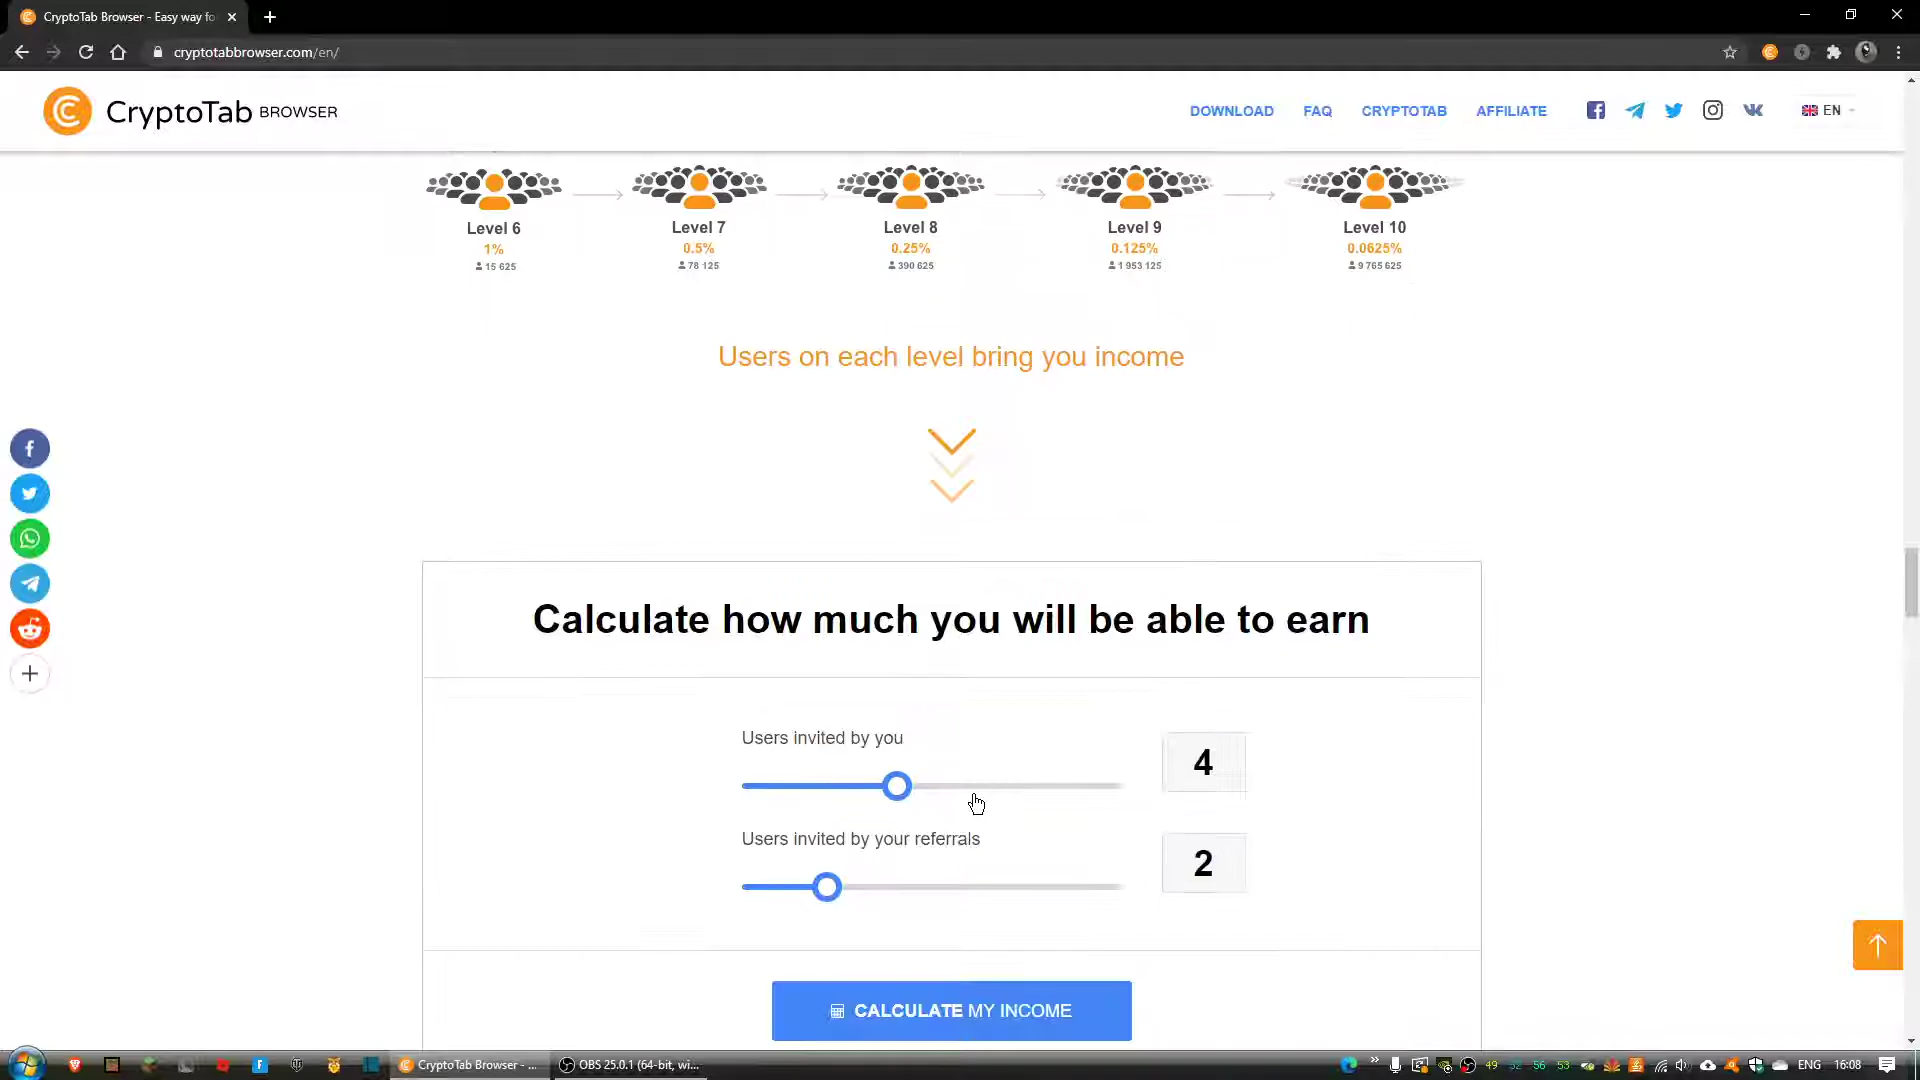 CryptoTab Browser - Easy way fo
cryptotabbrowser.com/en/
CryptoTab BROWSER
DOWNLOAD FAQ CRYPTOTAB AFFILIATE EN
Level 6 Level 7 Level 8 Level 9 Level 10
1% 0.5% 0.25% 0.125% 0.0625%
15 625 78 125 390 625 1 953 125 9 765 625
Users on each level bring you income
Calculate how much you will be able to earn
Users invited by you
4
Users invited by your referrals
2
CALCULATE MY INCOME
CryptoTab Browser - ... OBS 25.0.1 (64-bit, wi... 49 52 56 53 ENG 16:08